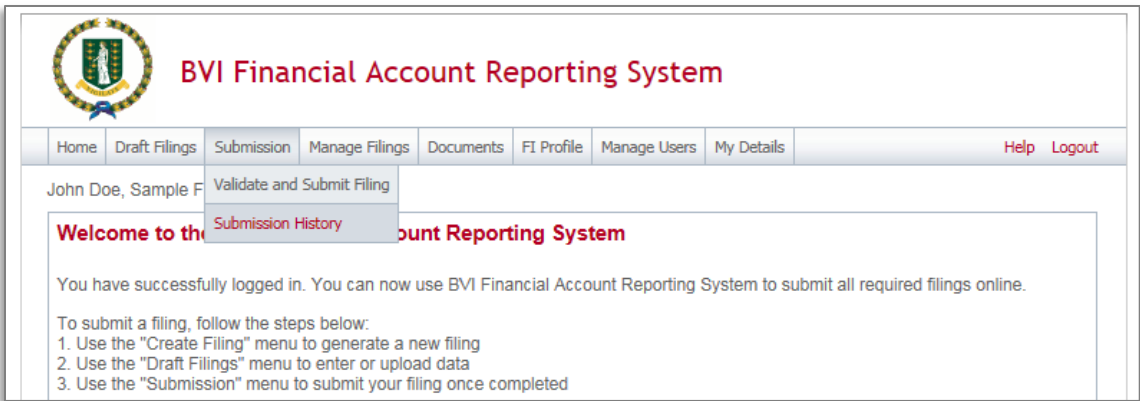 BVI Financial Account Reporting System
Home Draft Filings Submission Manage Filings Documents FI Profile Manage Users My Details Help Logout
John Doe, Sample F
Validate and Submit Filing
Submission History
Welcome to th ount Reporting System
You have successfully logged in. You can now use BVI Financial Account Reporting System to submit all required filings online.
To submit a filing, follow the steps below:
1. Use the "Create Filing" menu to generate a new filing
2. Use the "Draft Filings" menu to enter or upload data
3. Use the "Submission" menu to submit your filing once completed